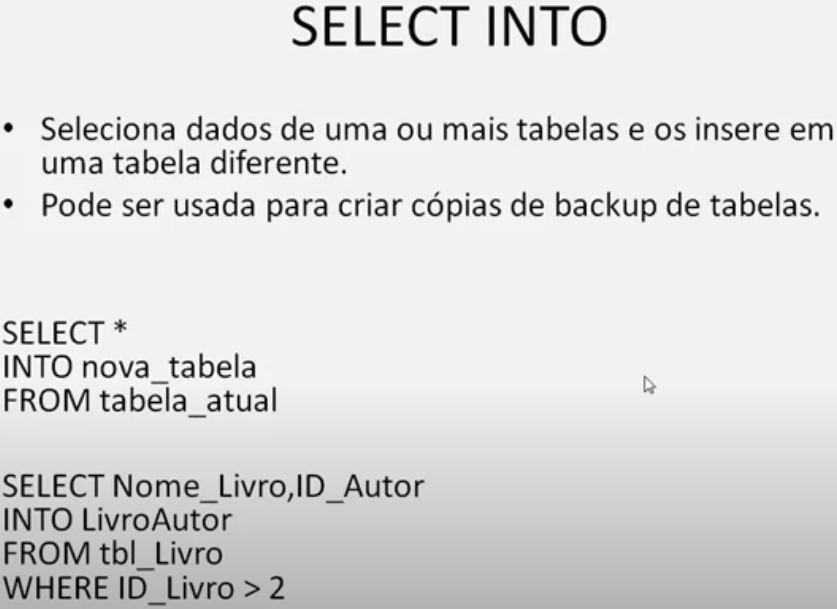 SELECT INTO
• Seleciona dados de uma ou mais tabelas e os insere em
uma tabela diferente.
• Pode ser usada para criar cópias de backup de tabelas.
SELECT *
INTO nova_tabela
FROM tabela_atual
SELECT Nome_Livro,ID_Autor
INTO LivroAutor
FROM tbl_Livro
WHERE ID_Livro > 2